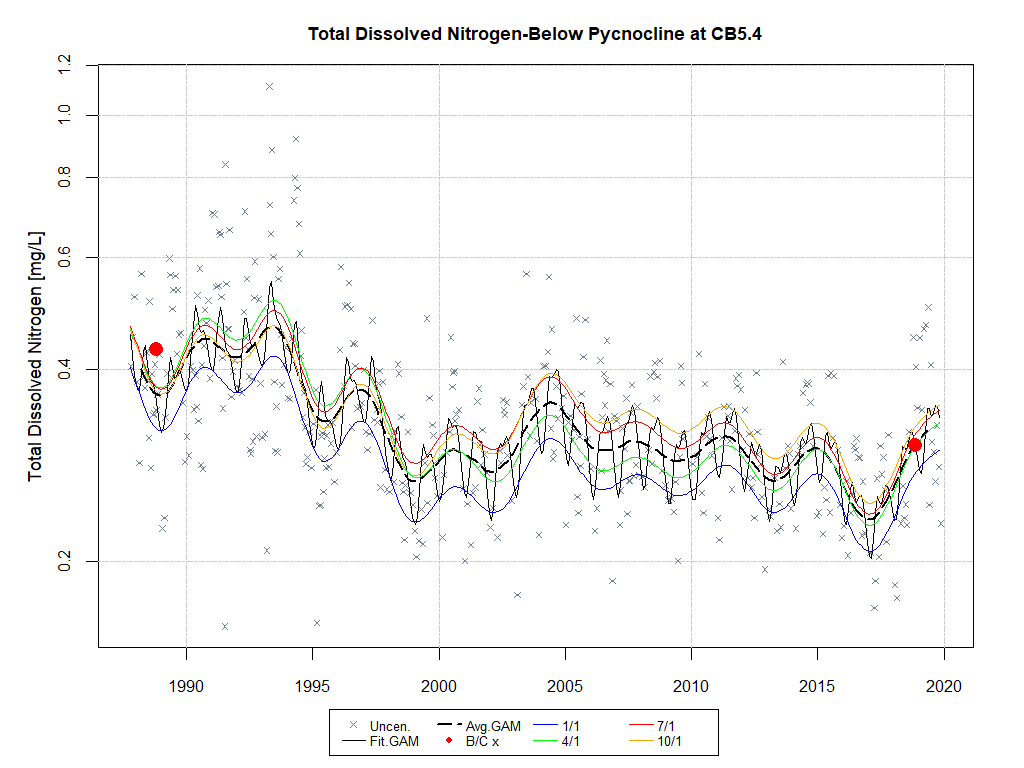 Total Dissolved Nitrogen-Below Pycnocline at CB5.4
Total Dissolved Nitrogen [mg/L]
1.2
1.0
0.8
0.6
0.4
0.2
1990 1995 2000 2005 2010 2015 2020
Uncen. Avg.GAM 1/1 7/1
Fit.GAM B/C x 4/1 10/1